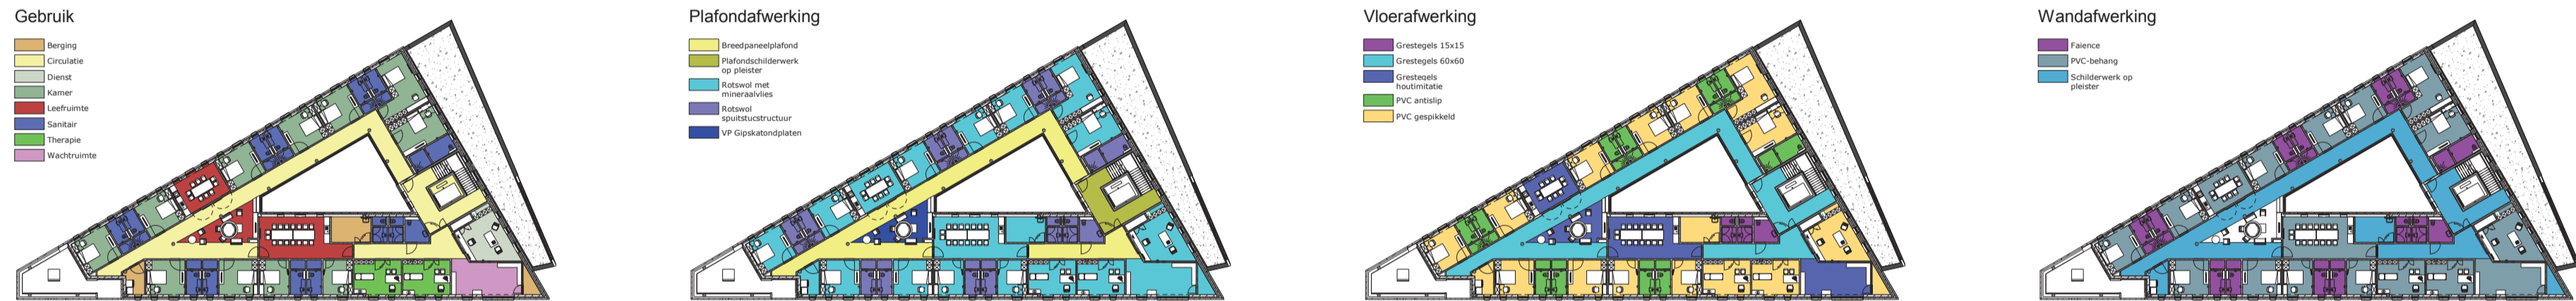 Gebruik
Berging
Circulatie
Dienst
Kamer
Leefruimte
Sanitair
Therapie
Wachtruimte
Plafondafwerking
Breedpaneelplafond
Plafondschilderwerk
op pleister
Rotswol met
mineraalvlies
Rotswol
spuitstucstructuur
VP Gipskatondplaten
Vloerafwerking
Grestegels 15x15
Grestegels 60x60
Grestegels
houtimitatie
PVC antislip
PVC gespikkeld
Wandafwerking
Faience
PVC-behang
Schilderwerk op
pleister